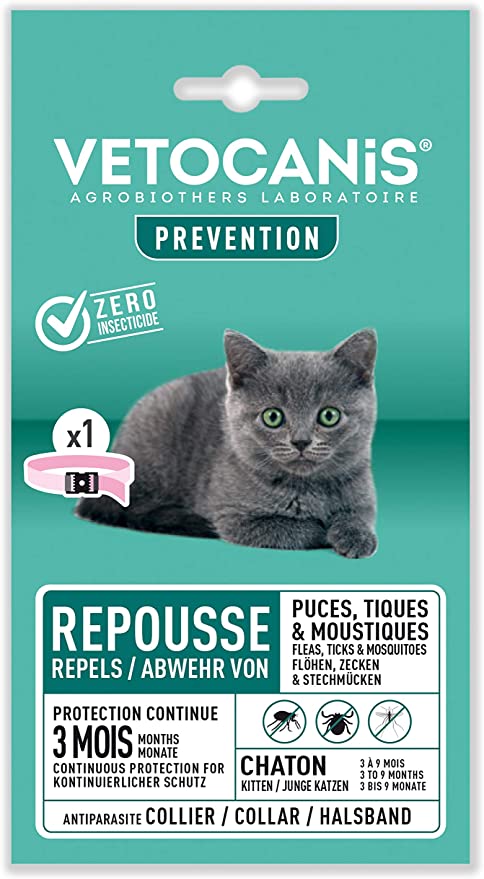 VETOCANiS®
AGROBIOTHERS LABORATOIRE
PREVENTION
ZERO
INSECTICIDE
x1
REPOUSSE
REPELS / ABWEHR VON
PUCES, TIQUES
& MOUSTIQUES
FLEAS, TICKS & MOSQUITOES
FLÖHEN, ZECKEN
& STECHMÜCKEN
PROTECTION CONTINUE
3 MOIS MONTHS
MONATE
CONTINUOUS PROTECTION FOR
KONTINUIERLICHER SCHUTZ
CHATON
KITTEN / JUNGE KATZEN
3 À 9 MOIS
3 TO 9 MONTHS
3 BIS 9 MONATE
ANTIPARASITE COLLIER / COLLAR / HALSBAND